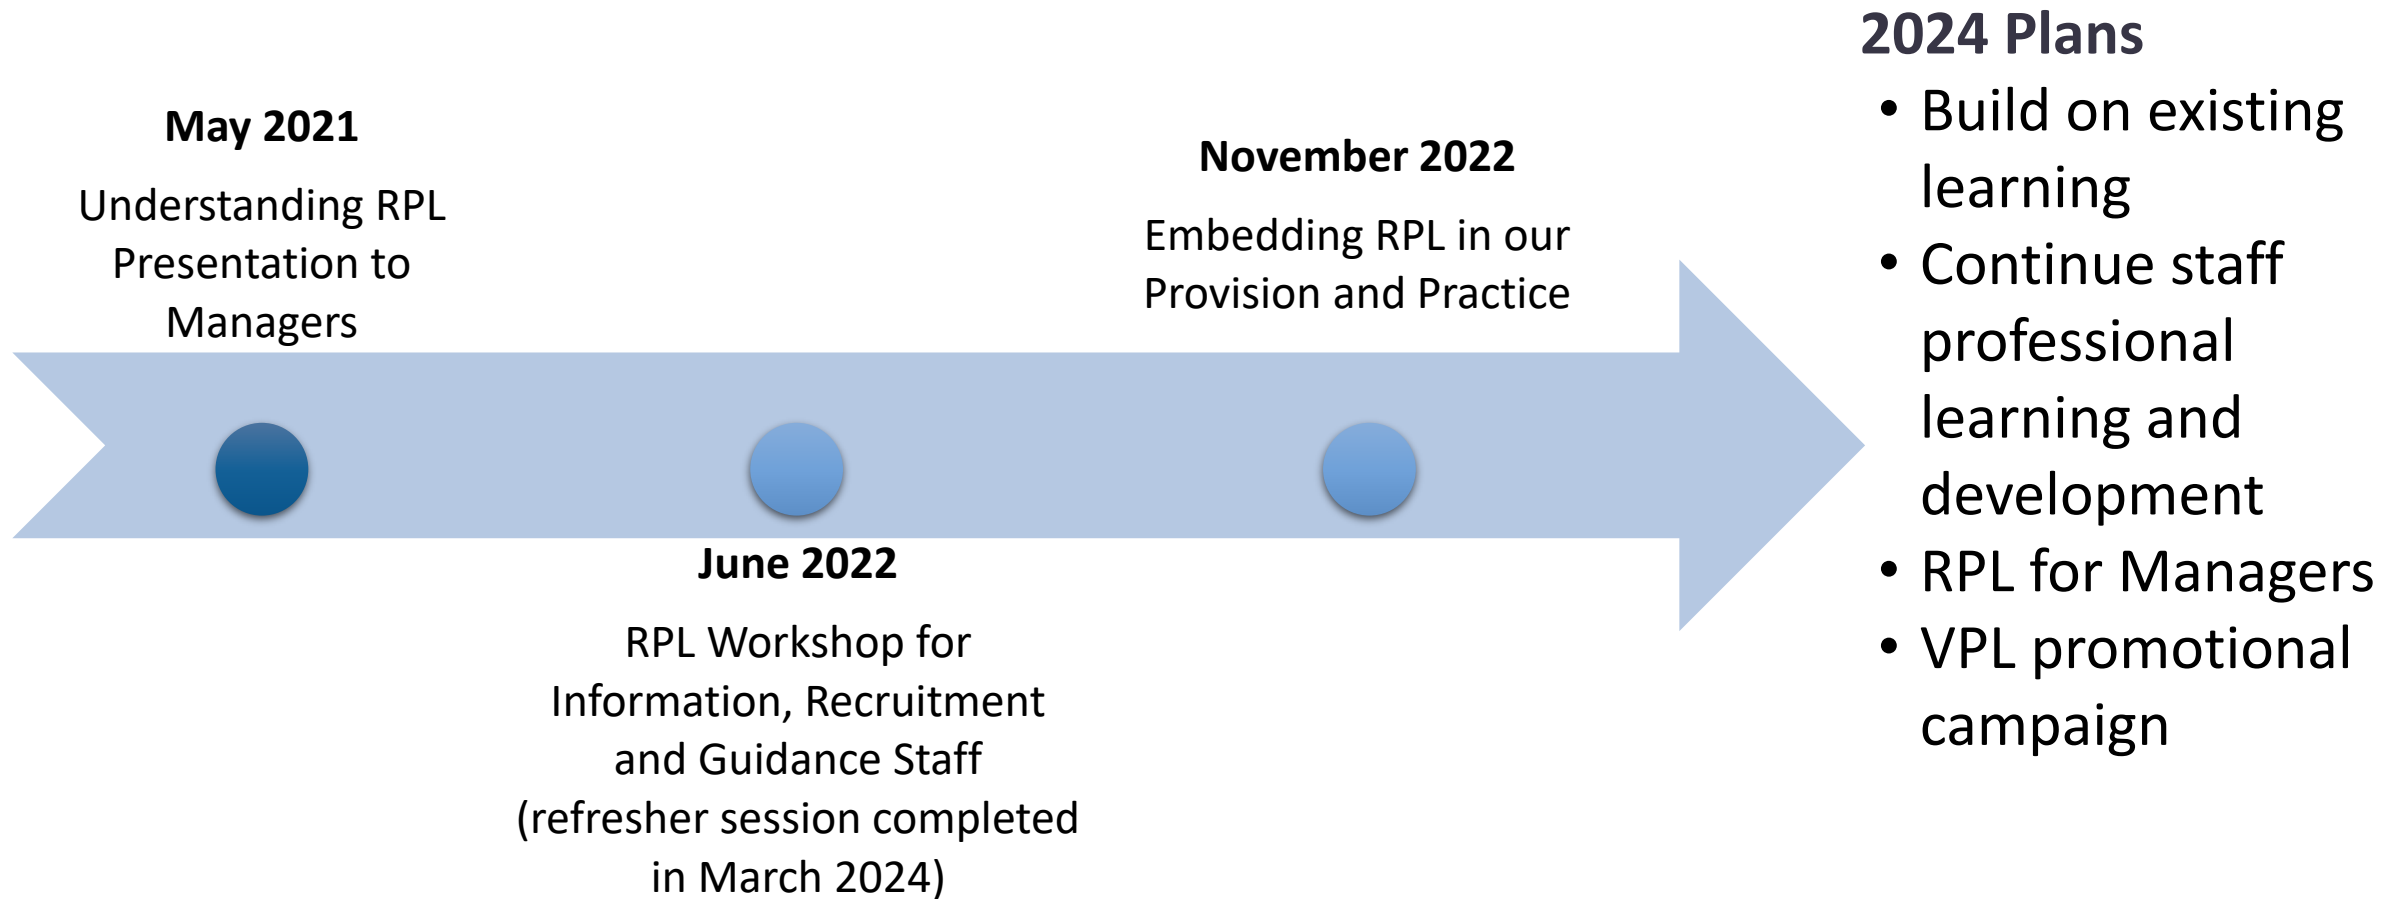 May 2021
Understanding RPL
Presentation to
Managers
June 2022
RPL Workshop for
Information, Recruitment
and Guidance Staff
(refresher session completed
in March 2024)
November 2022
Embedding RPL in our
Provision and Practice
2024 Plans
• Build on existing
learning
• Continue staff
professional
learning and
development
• RPL for Managers
• VPL promotional
campaign